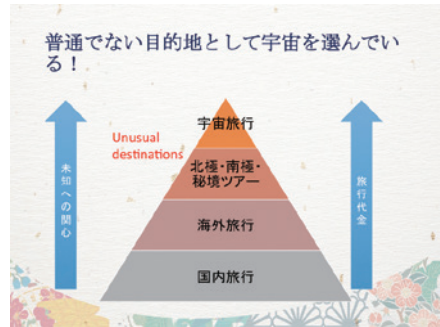 普通でない目的地として宇宙を選んでい
る！
宇宙旅行
Unusual
destinations
北極・南極・
秘境ツアー
未知への関心
旅行代金
海外旅行
国内旅行